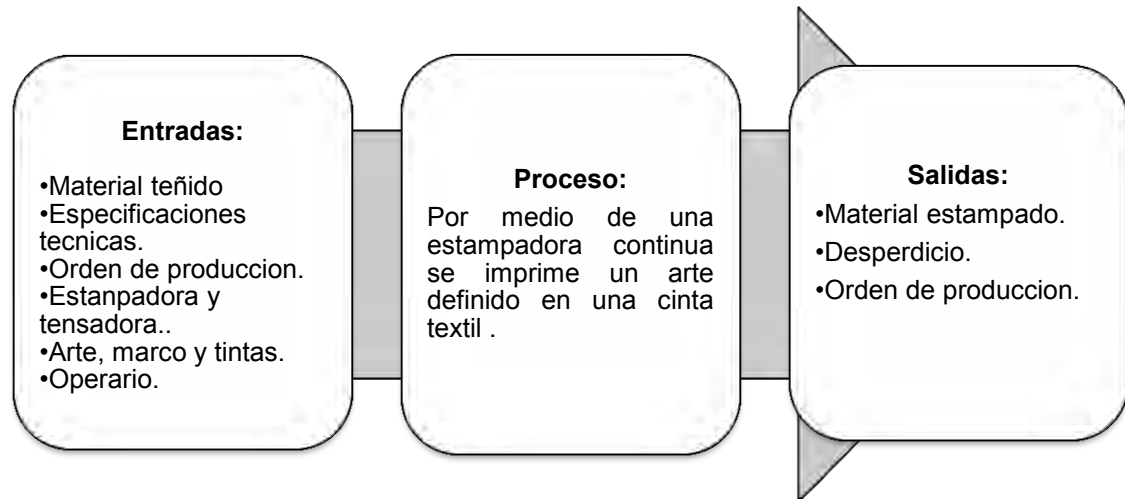 Entradas:
•Material teñido
•Especificaciones
tecnicas.
•Orden de produccion.
•Estanpadora y
tensadora..
•Arte, marco y tintas.
•Operario.
Proceso:
Por medio de una
estampadora continua
se imprime un arte
definido en una cinta
textil .
Salidas:
•Material estampado.
•Desperdicio.
•Orden de produccion.